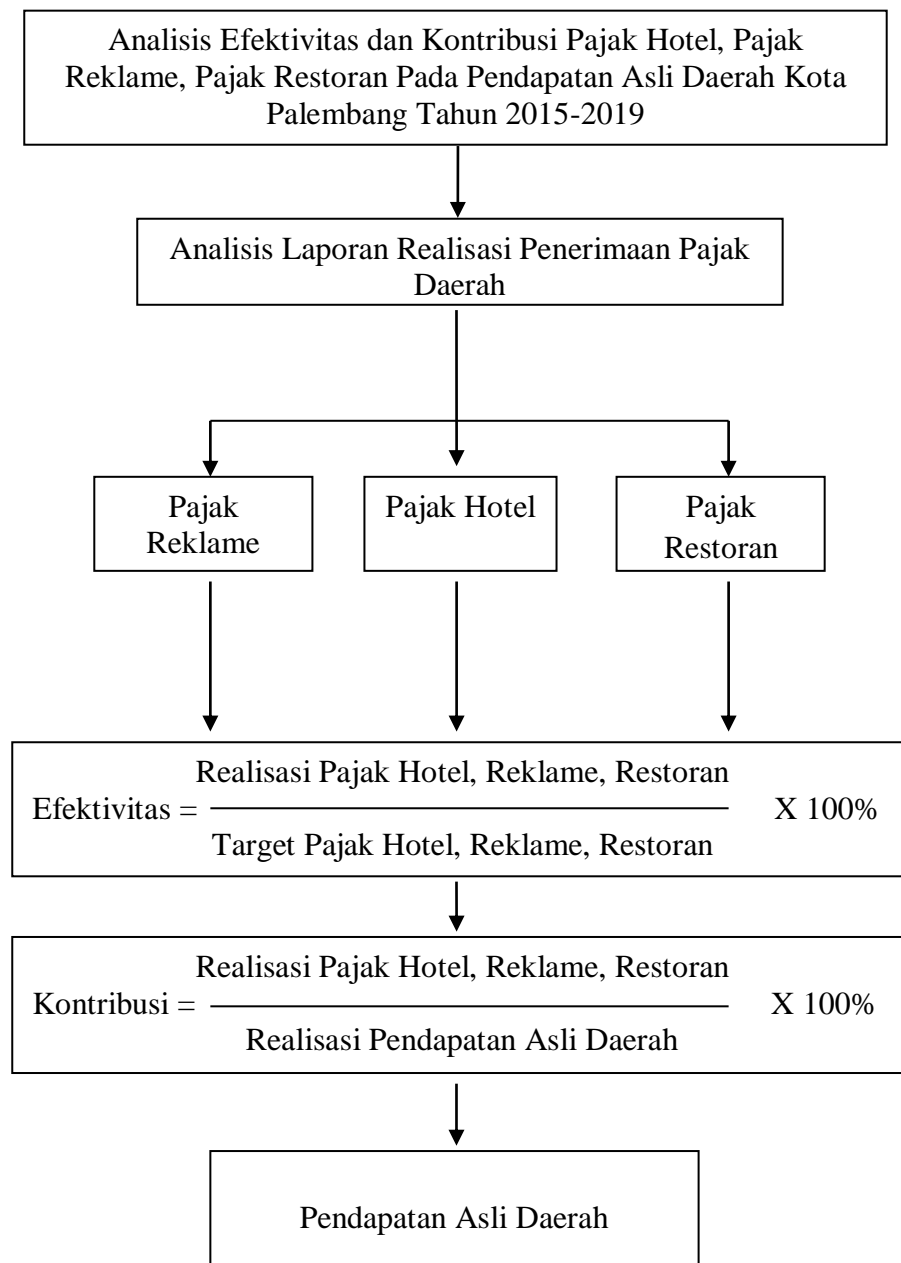 Analisis Efektivitas dan Kontribusi Pajak Hotel, Pajak
Reklame, Pajak Restoran Pada Pendapatan Asli Daerah Kota
Palembang Tahun 2015-2019
Analisis Laporan Realisasi Penerimaan Pajak
Daerah
Pajak
Reklame
Pajak Hotel
Pajak
Restoran
Realisasi Pajak Hotel, Reklame, Restoran
Efektivitas = X 100%
Target Pajak Hotel, Reklame, Restoran
Realisasi Pajak Hotel, Reklame, Restoran
Kontribusi = X 100%
Realisasi Pendapatan Asli Daerah
Pendapatan Asli Daerah